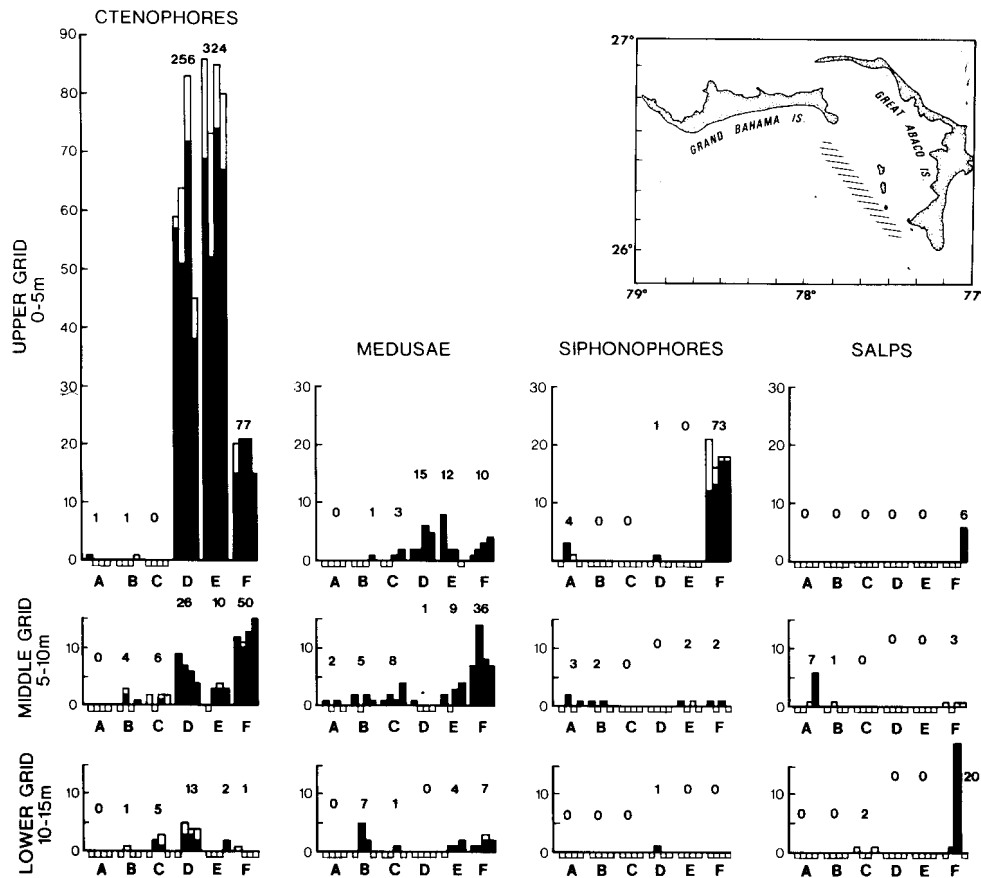 CTENOPHORES
90
80
70
60
50
40
30
20
10
0
UPPER GRID
0-5m
1 1 0 256 324 77
A B C D E F
27°
26°
79° 78° 77°
GRAND BAHAMA IS.
GREAT ABACO IS.
MEDUSAE
30
20
10
0
0 1 3 15 12 10
A B C D E F
SIPHONOPHORES
30
20
10
4 0 0 1 0 73
A B C D E F
SALPS
30
20
10
0
0 0 0 0 0 6
A B C D E F
MIDDLE GRID
5-10m
10
0
0 4 6 26 10 50
A B C D E F
10
0
2 5 8 1 9 36
A B C D E F
10
0
3 2 0 0 2 2
A B C D E F
10
0
7 1 0 0 0 3
A B C D E F
LOWER GRID
10-15m
10
0
0 1 5 13 2 1
A B C D E F
10
0
0 7 1 0 4 7
A B C D E F
10
0
0 0 0 1 0 0
A B C D E F
10
0
0 0 2 0 0 20
A B C D E F